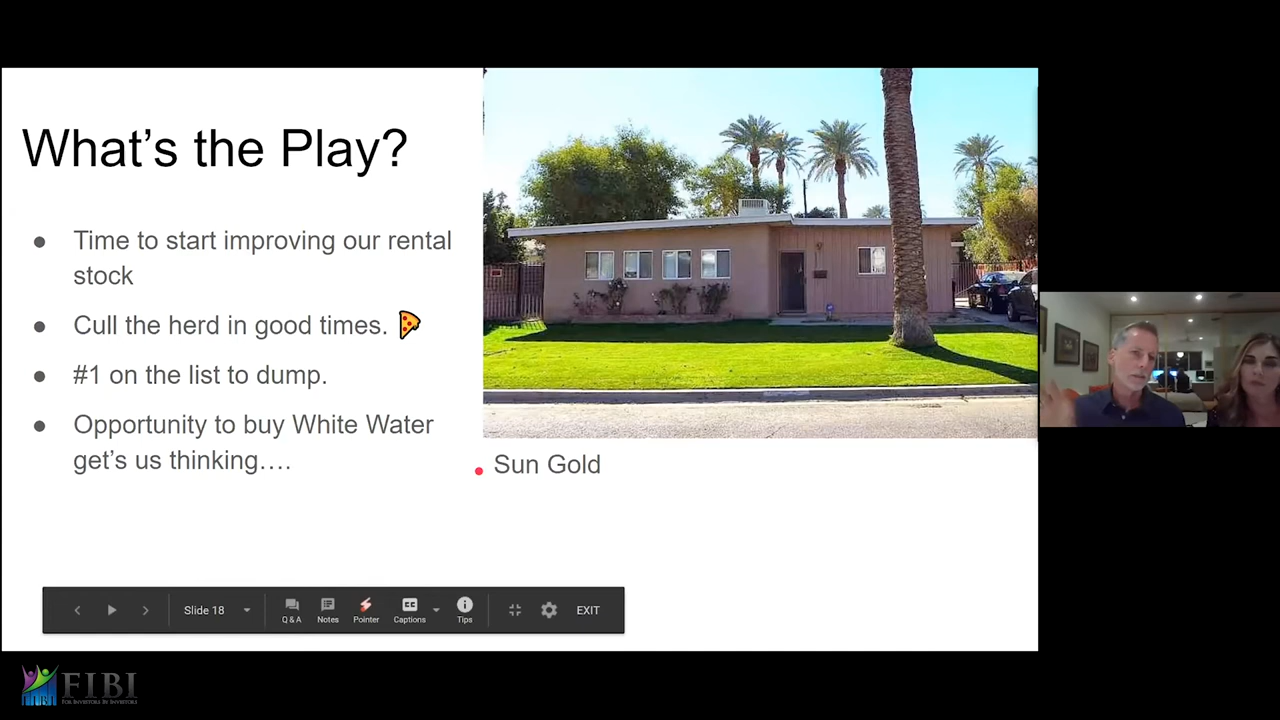 What's the Play?
● Time to start improving our rental
stock
● Cull the herd in good times. 🍕
● #1 on the list to dump.
● Opportunity to buy White Water
get's us thinking….
Sun Gold
Slide 18
Q & A
Notes
Pointer
CC
Captions
Tips
EXIT
FIBI
FOR INVESTORS BY INVESTORS